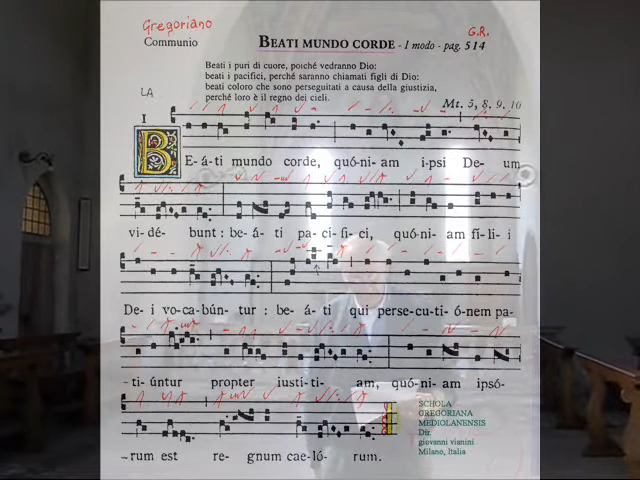 Gregoriano
Communio
BEATI MUNDO CORDE - I modo - pag. 514
G.R.
Beati i puri di cuore, poiché vedranno Dio:
beati i pacifici, perché saranno chiamati figli di Dio:
beati coloro che sono perseguitati a causa della giustizia,
perché loro è il regno dei cieli.
Mt. 5, 8. 9. 10
LA
I
BE-á-ti mundo corde, quó-ni-am i-psi De- um
vi-dé- bunt : be-á-ti pa-ci-fi-ci, quó-ni-am fí-li-i
De-i vo-ca-bún-tur : be-á-ti qui perse-cu-ti-ó-nem pa-
-ti-úntur propter iusti-ti- am, quó-ni-am ipsó-
-rum est re- gnum cae-ló- rum.
SCHOLA
GREGORIANA
MEDIOLANENSIS
Dir.
giovanni vianini
Milano, Italia